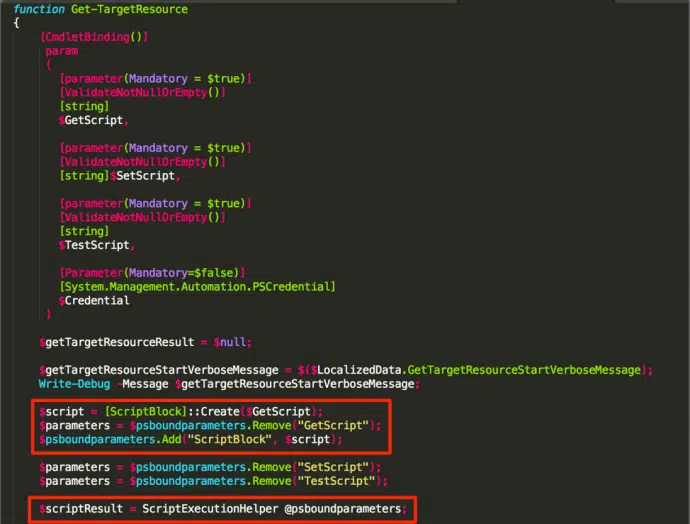 function Get-TargetResource
{
[CmdletBinding()]
param
(
[parameter(Mandatory = $true)]
[ValidateNotNullOrEmpty()]
[string]
$GetScript,
[parameter(Mandatory = $true)]
[ValidateNotNullOrEmpty()]
[string]$SetScript,
[parameter(Mandatory = $true)]
[ValidateNotNullOrEmpty()]
[string]
$TestScript,
[Parameter(Mandatory=$false)]
[System.Management.Automation.PSCredential]
$Credential
)
$getTargetResourceResult = $null;
$getTargetResourceStartVerboseMessage = $($LocalizedData.GetTargetResourceStartVerboseMessage);
Write-Debug -Message $getTargetResourceStartVerboseMessage;
$script = [ScriptBlock]::Create($GetScript);
$parameters = $psboundparameters.Remove("GetScript");
$psboundparameters.Add("ScriptBlock", $script);
$parameters = $psboundparameters.Remove("SetScript");
$parameters = $psboundparameters.Remove("TestScript");
$scriptResult = ScriptExecutionHelper @psboundparameters;